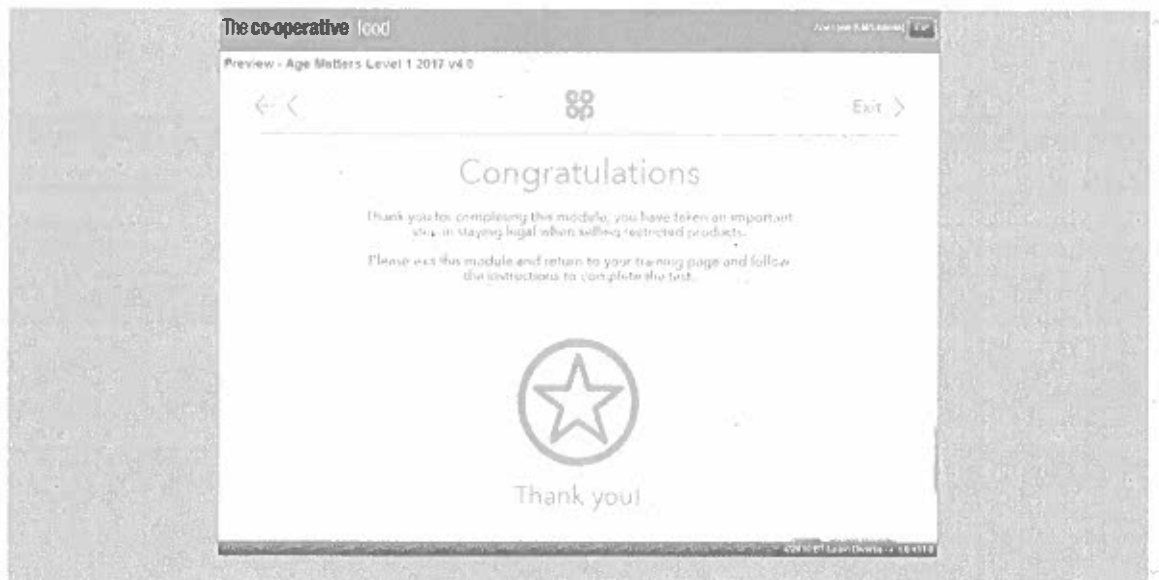 The co-operative food
Exit
Preview - Age Matters Level 1 2017 v4.0
Exit
Congratulations
Thank you for completing this module, you have taken an important
step in staying legal when selling restricted products.
Please exit this module and return to your training page and follow
the instructions to complete the test.
Thank you!